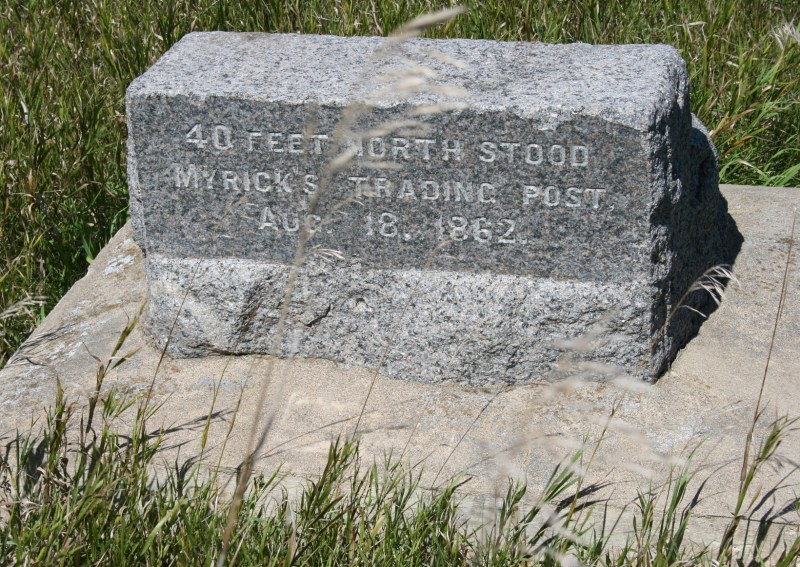 40 FEET NORTH STOOD
MYRICK'S TRADING POST,
AUG. 18. 1862.